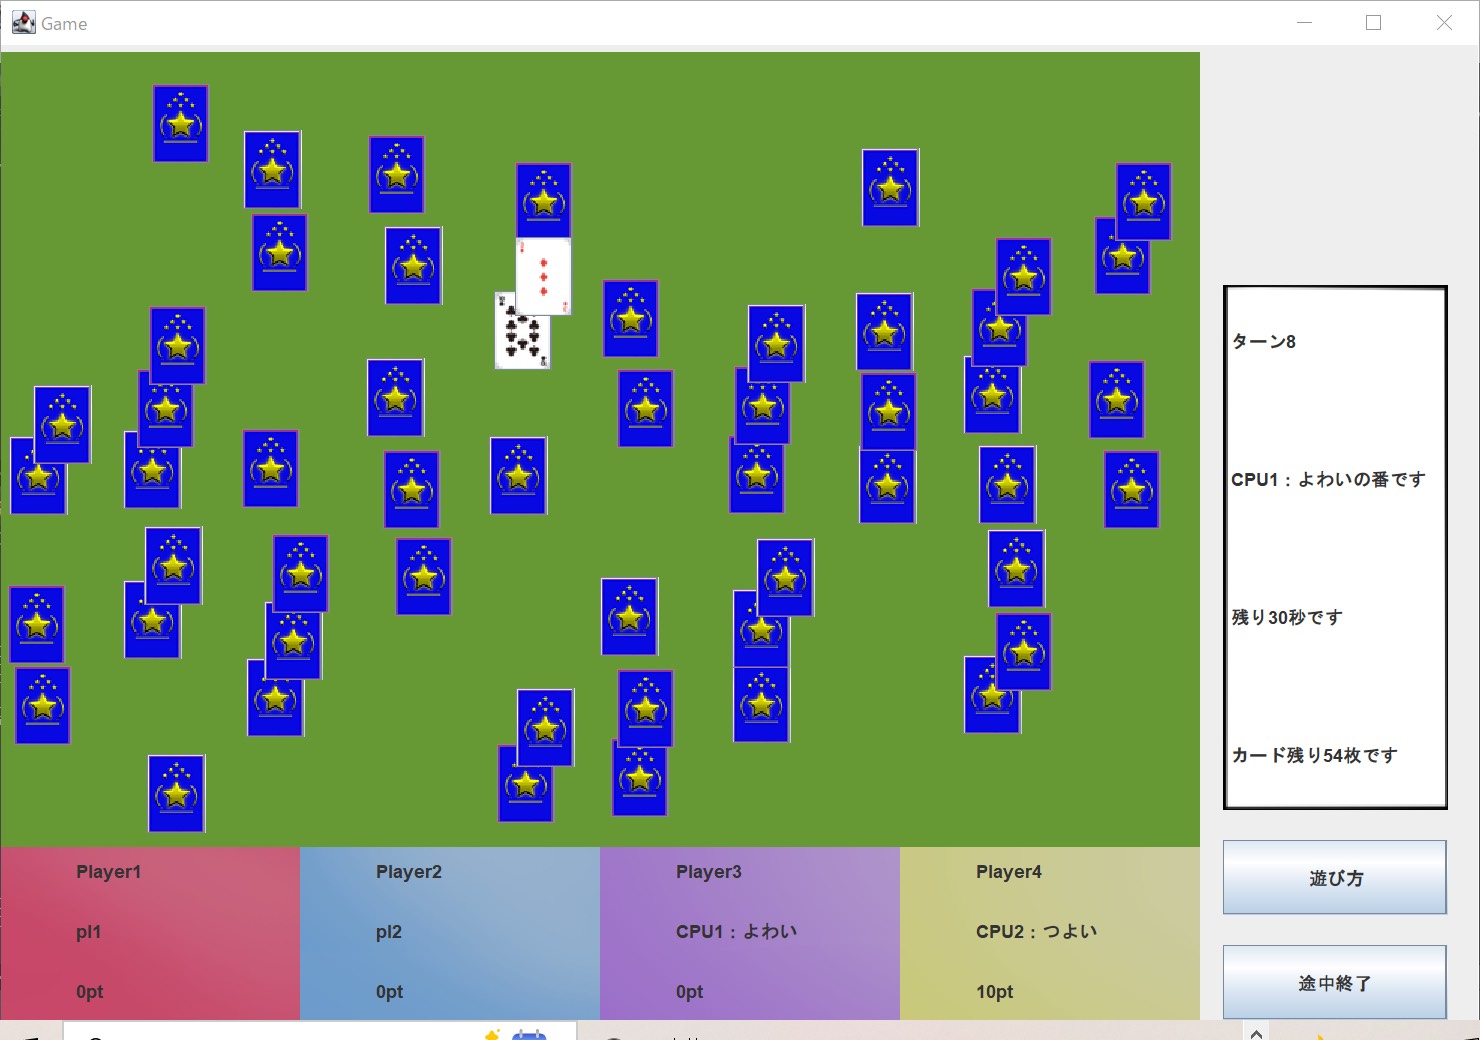 Game
ターン8
CPU1：よわいの番です
残り30秒です
カード残り54枚です
Player1
Player2
Player3
Player4
pl1
pl2
CPU1：よわい
CPU2：つよい
0pt
0pt
0pt
10pt
遊び方
途中終了